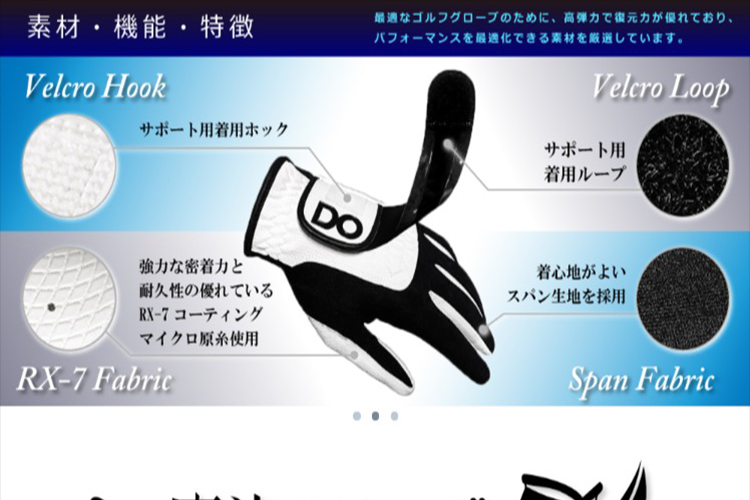 素材・機能・特徴
最適なゴルフグローブのために、高弾力で復元力が優れており、
パフォーマンスを最適化できる素材を厳選しています。
Velcro Hook
Velcro Loop
サポート用着用ホック
サポート用
着用ループ
DO
強力な密着力と
耐久性の優れている
RX-7 コーティング
マイクロ原糸使用
着心地がよい
スパン生地を採用
RX-7 Fabric
Span Fabric